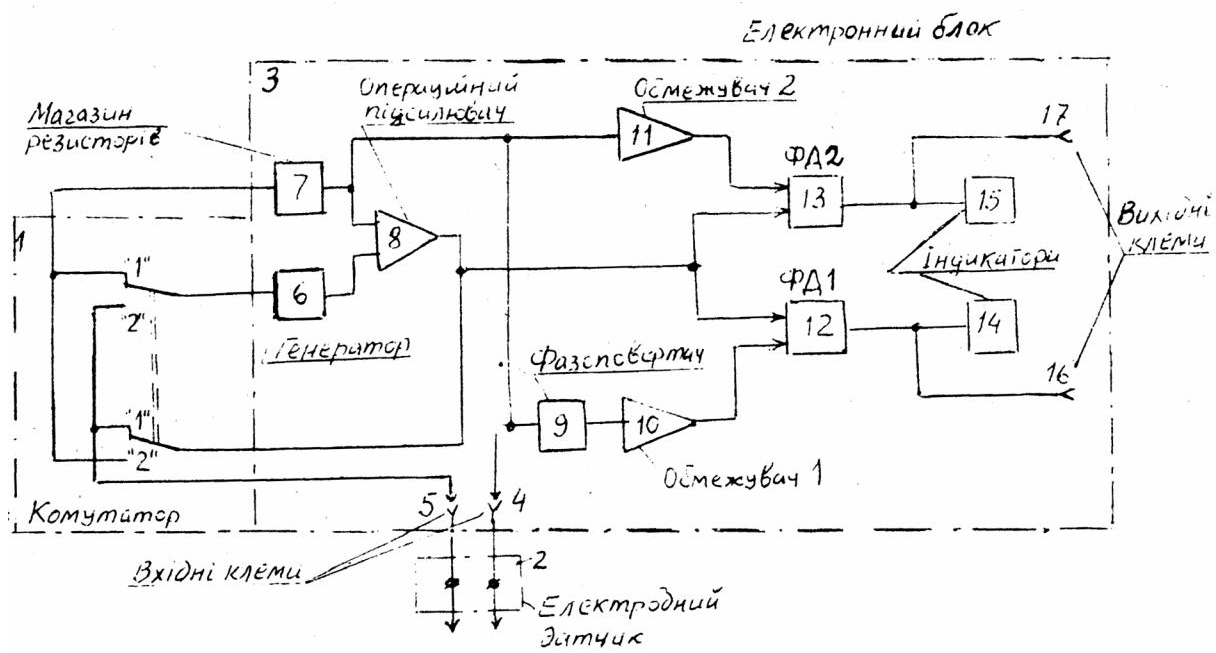 Електронний блок
3
Операційний
підсилювач
Обмежувач 2
Магазин
резисторів
17
11
ФД2
7
13
15
Вихідні
клеми
1
8
"1"
Індикатори
6
ФД1
"2"
12
14
Генератор
Фазоповертач
16
"1"
9
10
"2"
Обмежувач 1
Комутатор
5
4
Вхідні клеми
2
Електродний
датчик